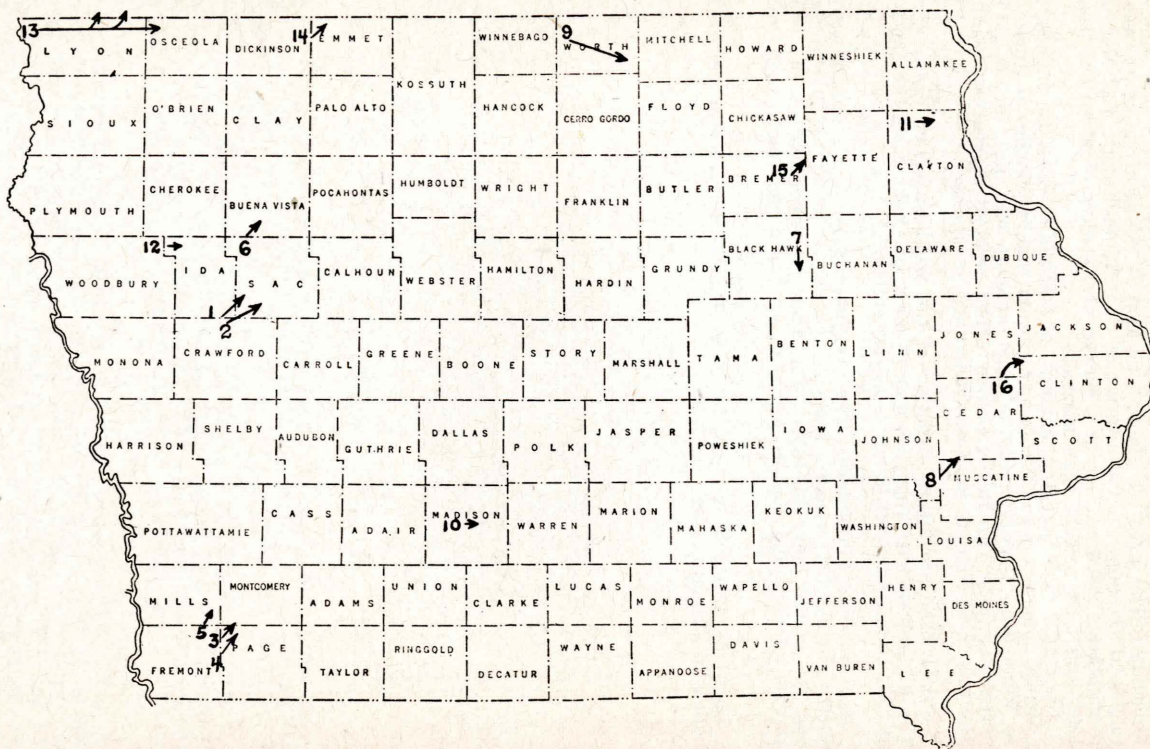 13 LYON OSCEOLA DICKINSON 14 EMMET WINNEBAGO 9 WORTH MITCHELL HOWARD WINNESHIEK ALLAMAKEE
SIOUX O'BRIEN CLAY PALO ALTO KOSSUTH HANCOCK CERRO GORDO FLOYD CHICKASAW 11
PLYMOUTH CHEROKEE BUENA VISTA POCAHONTAS HUMBOLDT WRIGHT FRANKLIN BUTLER 15 BREMER FAYETTE CLAYTON
12 6 7
WOODBURY IDA SAC CALHOUN WEBSTER HAMILTON HARDIN GRUNDY BLACK HAWK BUCHANAN DELAWARE DUBUQUE
1
2
MONONA CRAWFORD CARROLL GREENE BOONE STORY MARSHALL TAMA BENTON LINN JONES JACKSON
16 CLINTON
HARRISON SHELBY AUDUBON GUTHRIE DALLAS POLK JASPER POWESHIEK IOWA JOHNSON CEDAR SCOTT
8 MUSCATINE
POTTAWATTAMIE CASS ADAIR MADISON WARREN MARION MAHASKA KEOKUK WASHINGTON LOUISA
10
MILLS MONTGOMERY ADAMS UNION CLARKE LUCAS MONROE WAPELLO JEFFERSON HENRY DES MOINES
5 3
4
FREMONT PAGE TAYLOR RINGGOLD DECATUR WAYNE APPANOOSE DAVIS VAN BUREN LEE